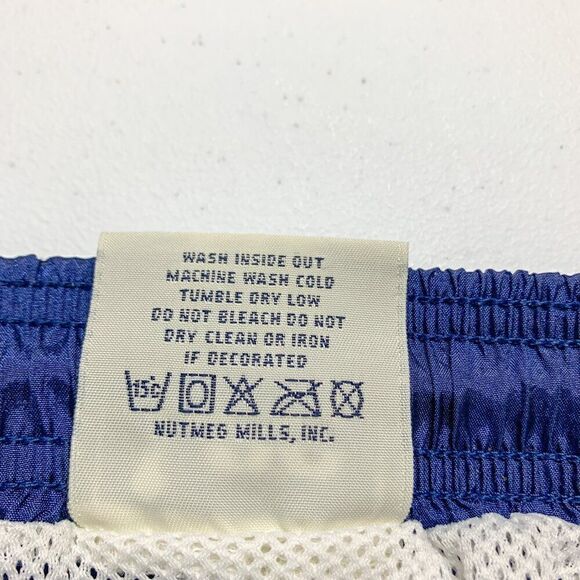 WASH INSIDE OUT
MACHINE WASH COLD
TUMBLE DRY LOW
DO NOT BLEACH DO NOT
DRY CLEAN OR IRON
IF DECORATED
15c
NUTMEG MILLS, INC.